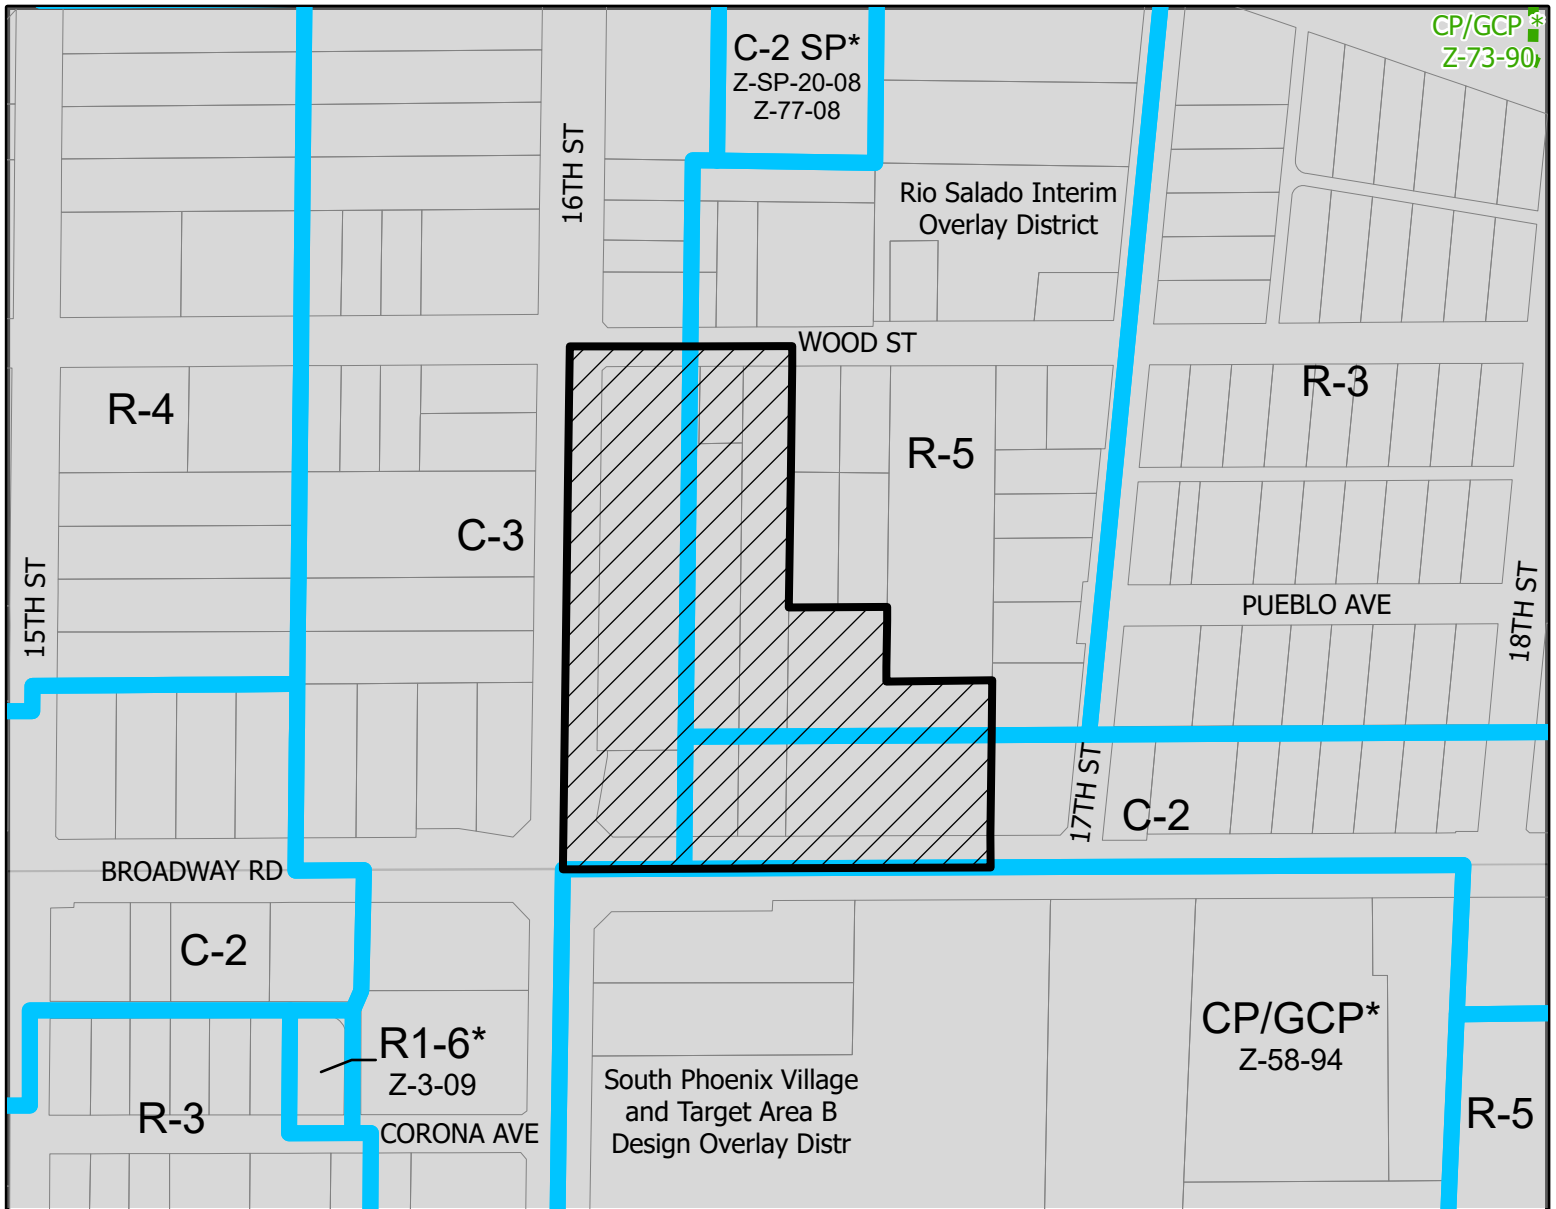 CP/GCP *
Z-73-90
C-2 SP*
Z-SP-20-08
Z-77-08
16TH ST
Rio Salado Interim
Overlay District
WOOD ST
R-4
R-3
R-5
C-3
15TH ST
PUEBLO AVE
18TH ST
17TH ST
C-2
BROADWAY RD
C-2
CP/GCP*
Z-58-94
R1-6*
Z-3-09
South Phoenix Village
and Target Area B
Design Overlay Distr
R-3
CORONA AVE
R-5